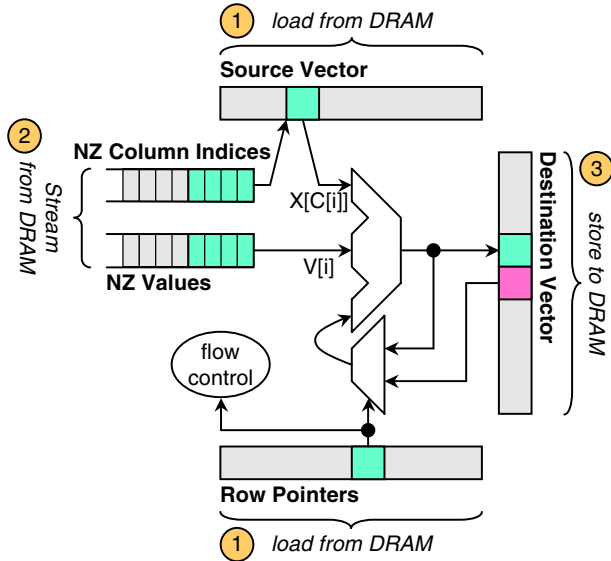 1 load from DRAM
Source Vector
2
Stream
from DRAM
NZ Column Indices
X[C[i]]
V[i]
NZ Values
Destination Vector
3
store to DRAM
flow
control
Row Pointers
1 load from DRAM